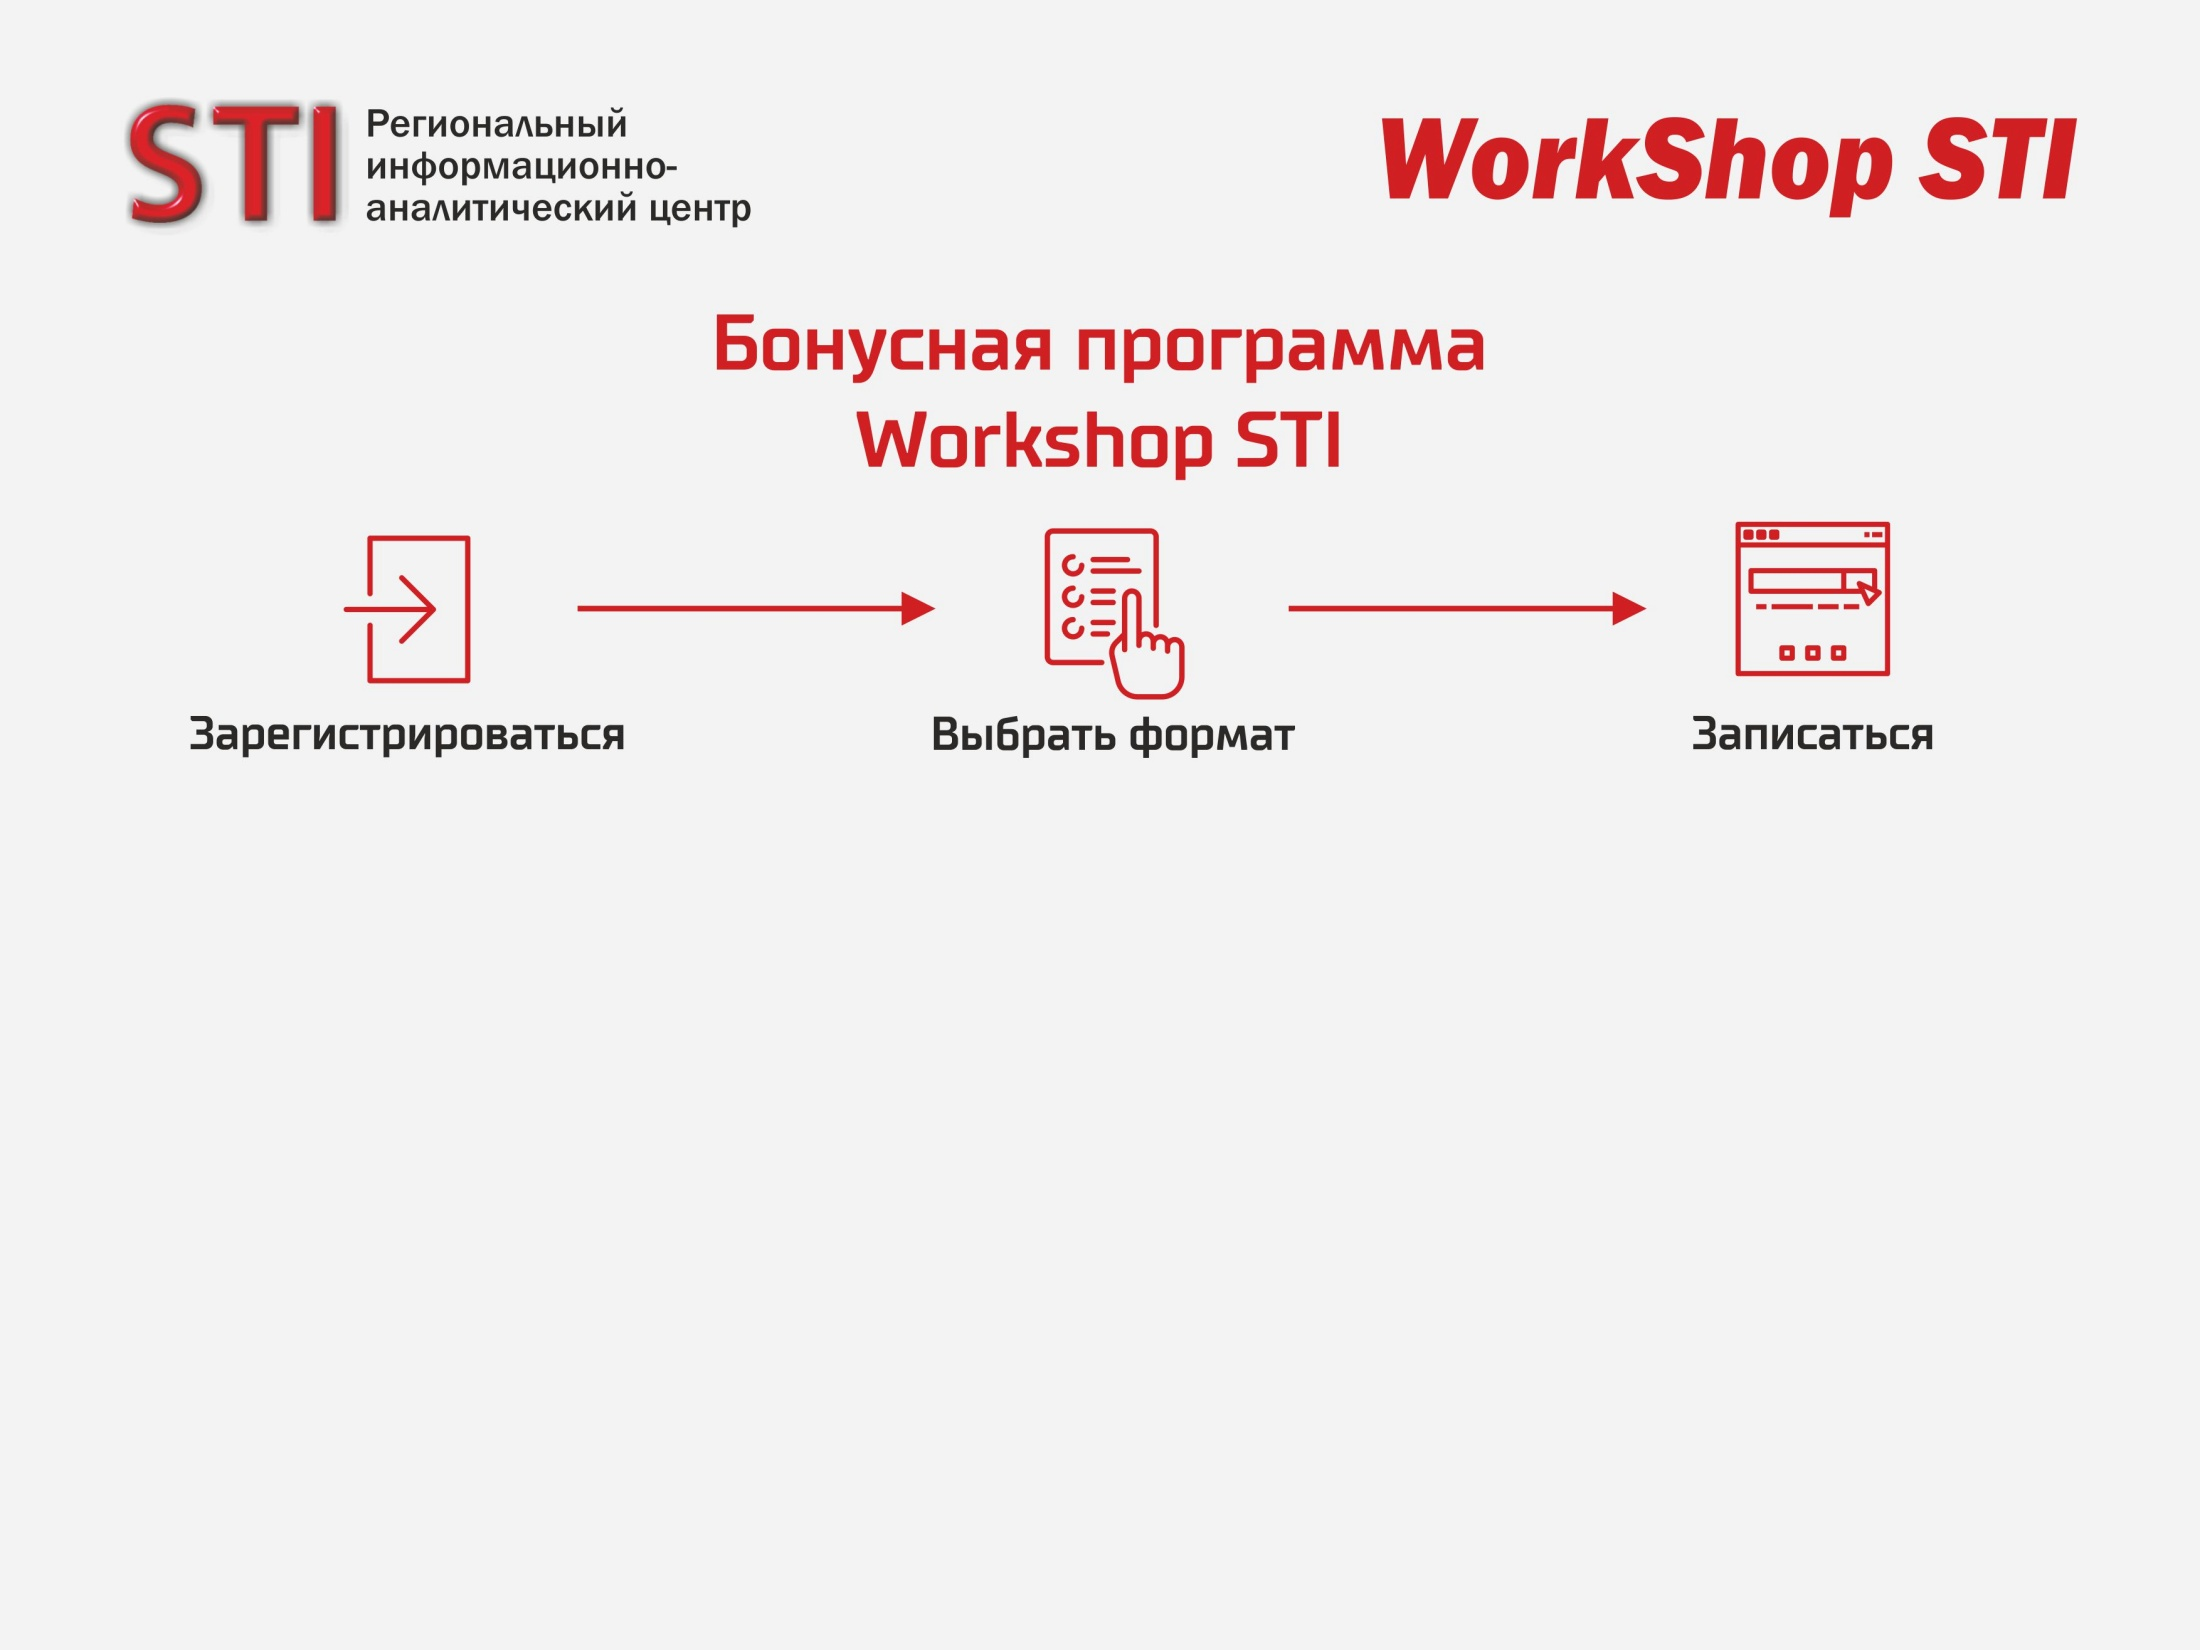 STI
Региональный
информационно-
аналитический центр
WorkShop STI
Бонусная программа
Workshop STI
Зарегистрироваться
Выбрать формат
Записаться